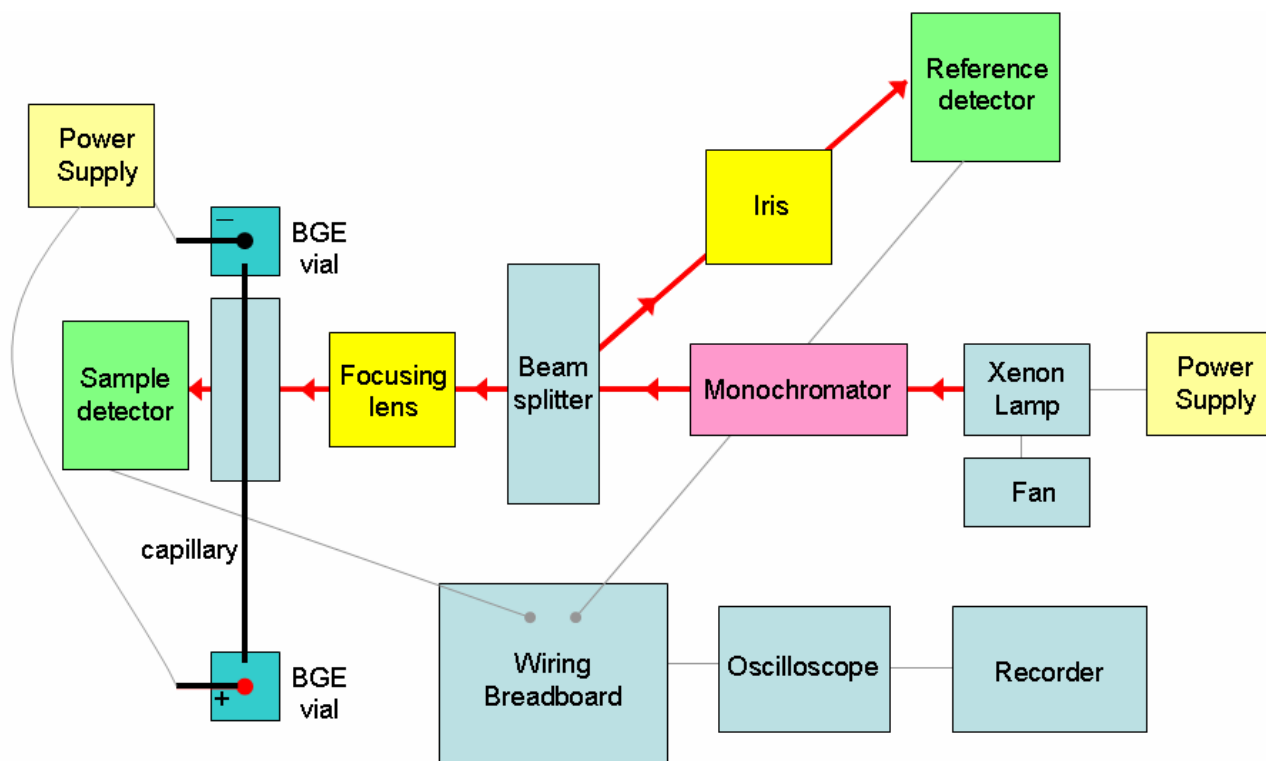 Reference
detector
Power
Supply
Iris
−
BGE
vial
Sample
detector
Focusing
lens
Beam
splitter
Monochromator
Xenon
Lamp
Power
Supply
Fan
capillary
+
BGE
vial
Wiring
Breadboard
Oscilloscope
Recorder